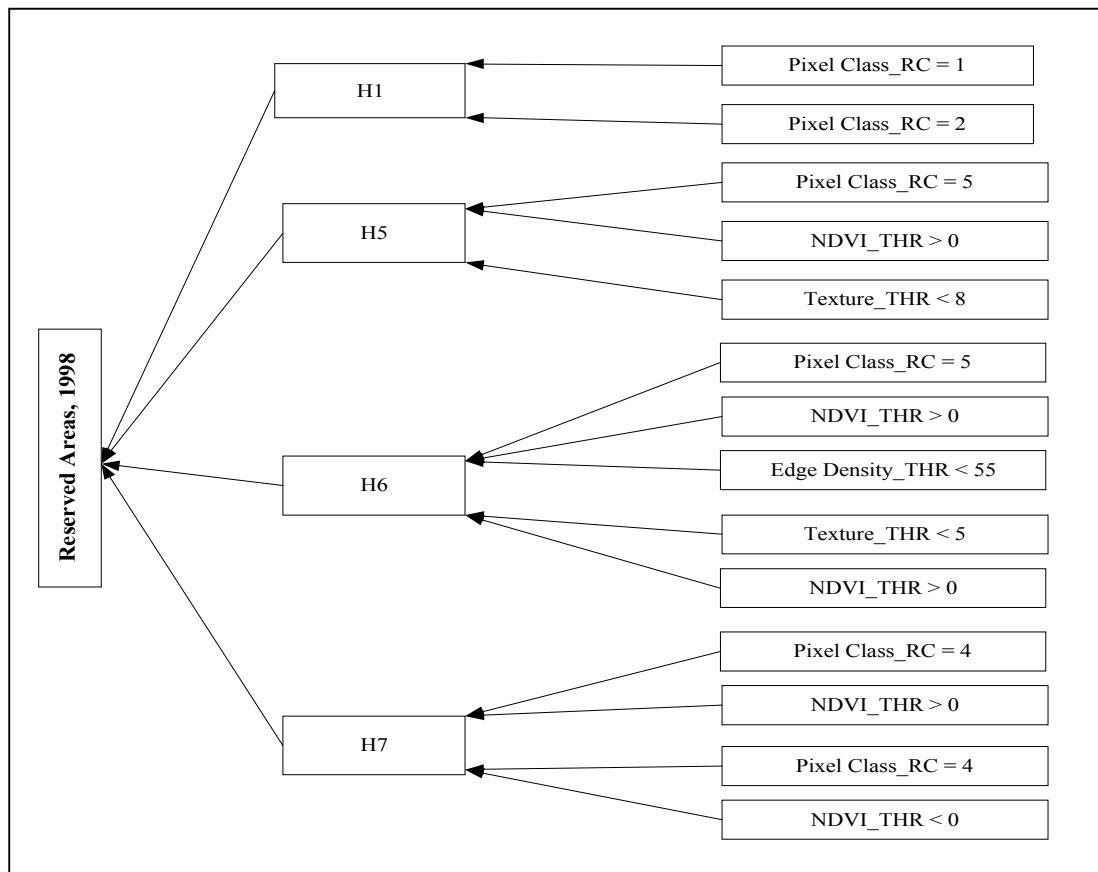 Reserved Areas, 1998
H1
Pixel Class_RC = 1
Pixel Class_RC = 2
H5
Pixel Class_RC = 5
NDVI_THR > 0
Texture_THR < 8
H6
Pixel Class_RC = 5
NDVI_THR > 0
Edge Density_THR < 55
Texture_THR < 5
NDVI_THR > 0
H7
Pixel Class_RC = 4
NDVI_THR > 0
Pixel Class_RC = 4
NDVI_THR < 0